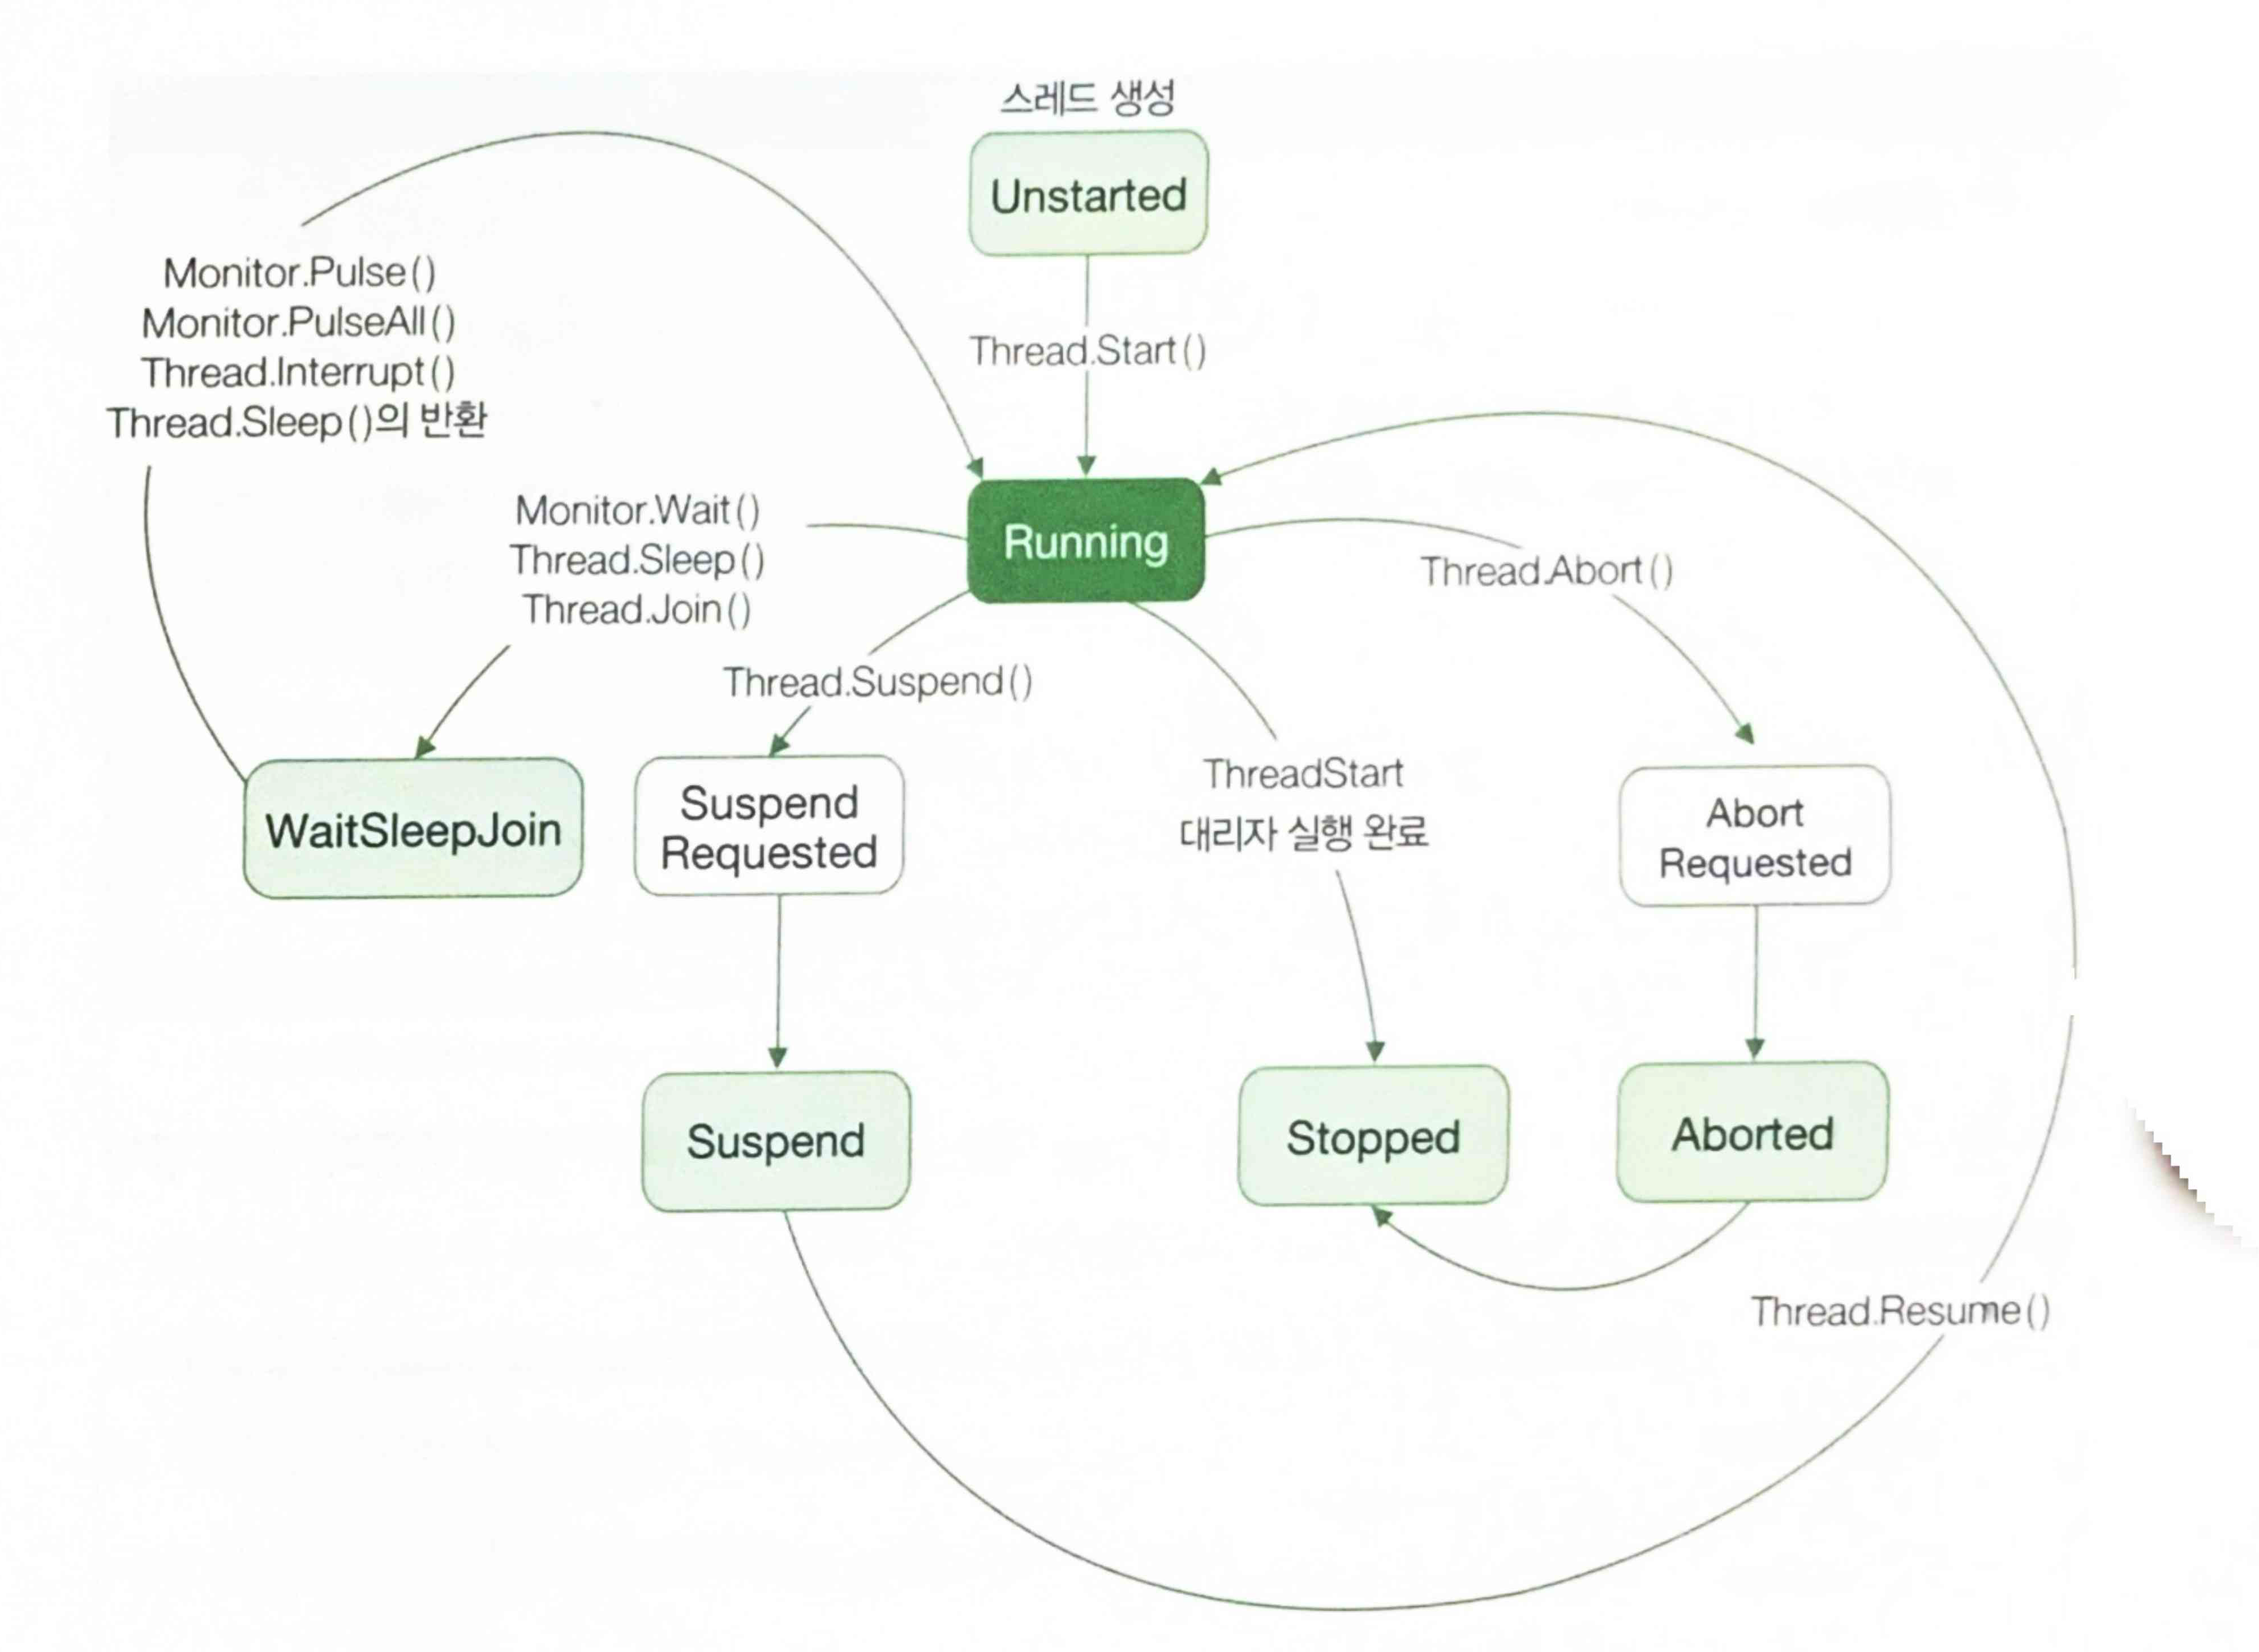 스레드 생성
Unstarted
Thread.Start()
Monitor.Pulse()
Monitor.PulseAll()
Thread.Interrupt()
Thread.Sleep()의 반환
Running
Monitor.Wait()
Thread.Sleep()
Thread.Join()
Thread.Abort()
Thread.Suspend()
WaitSleepJoin
Suspend
Requested
ThreadStart
대리자 실행 완료
Abort
Requested
Suspend
Stopped
Aborted
Thread.Resume()